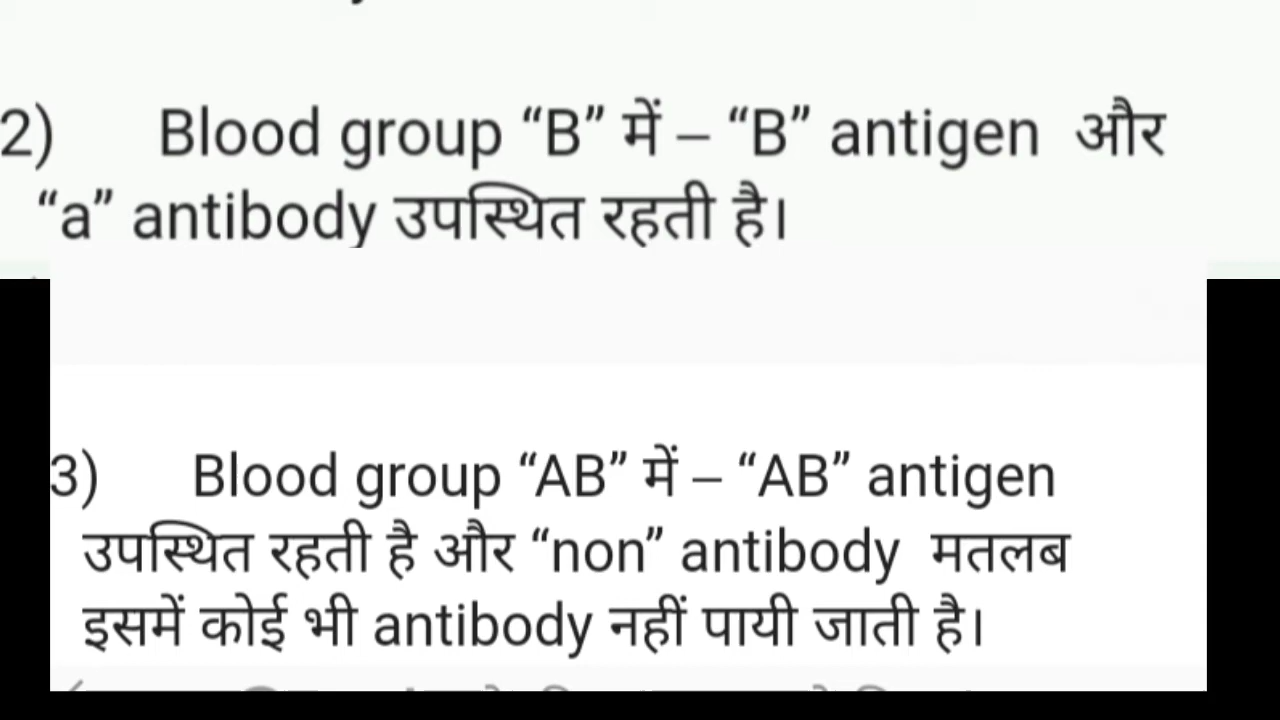 2) Blood group “B” में – “B” antigen और
“a” antibody उपस्थित रहती है।
3) Blood group “AB” में – “AB” antigen
उपस्थित रहती है और “non” antibody मतलब
इसमें कोई भी antibody नहीं पायी जाती है।